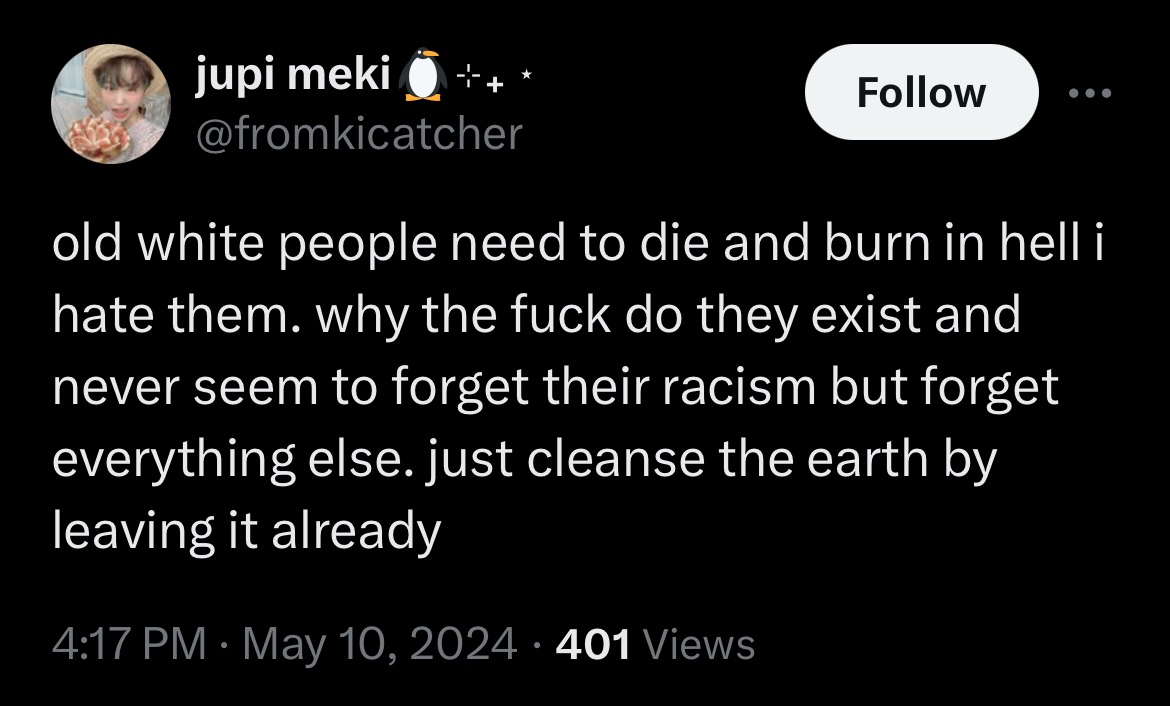 jupi meki🐧⊹₊ ⋆
@fromkicatcher
Follow
old white people need to die and burn in hell i
hate them. why the fuck do they exist and
never seem to forget their racism but forget
everything else. just cleanse the earth by
leaving it already
4:17 PM · May 10, 2024 · 401 Views